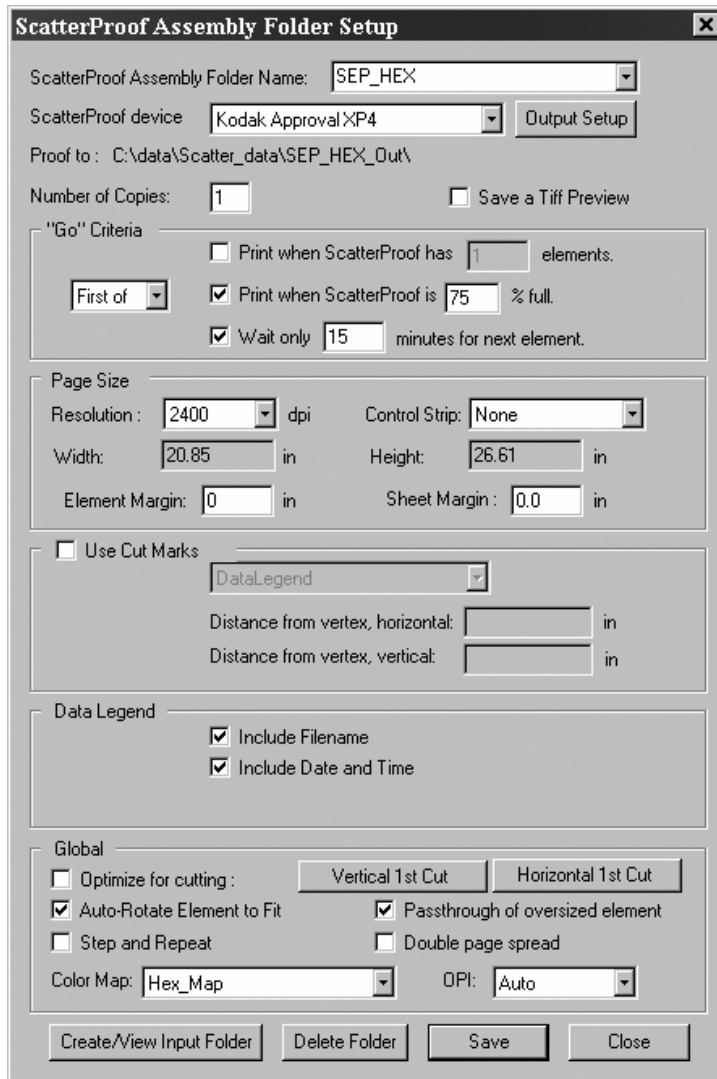 ScatterProof Assembly Folder Setup
ScatterProof Assembly Folder Name: SEP_HEX
ScatterProof device Kodak Approval XP4 Output Setup
Proof to : C:\data\Scatter_data\SEP_HEX_Out\
Number of Copies: 1 Save a Tiff Preview
"Go" Criteria
Print when ScatterProof has 1 elements.
First of Print when ScatterProof is 75 % full.
Wait only 15 minutes for next element.
Page Size
Resolution : 2400 dpi Control Strip: None
Width: 20.85 in Height: 26.61 in
Element Margin: 0 in Sheet Margin : 0.0 in
Use Cut Marks
DataLegend
Distance from vertex, horizontal: in
Distance from vertex, vertical: in
Data Legend
Include Filename
Include Date and Time
Global
Optimize for cutting : Vertical 1st Cut Horizontal 1st Cut
Auto-Rotate Element to Fit Passthrough of oversized element
Step and Repeat Double page spread
Color Map: Hex_Map OPI: Auto
Create/View Input Folder Delete Folder Save Close